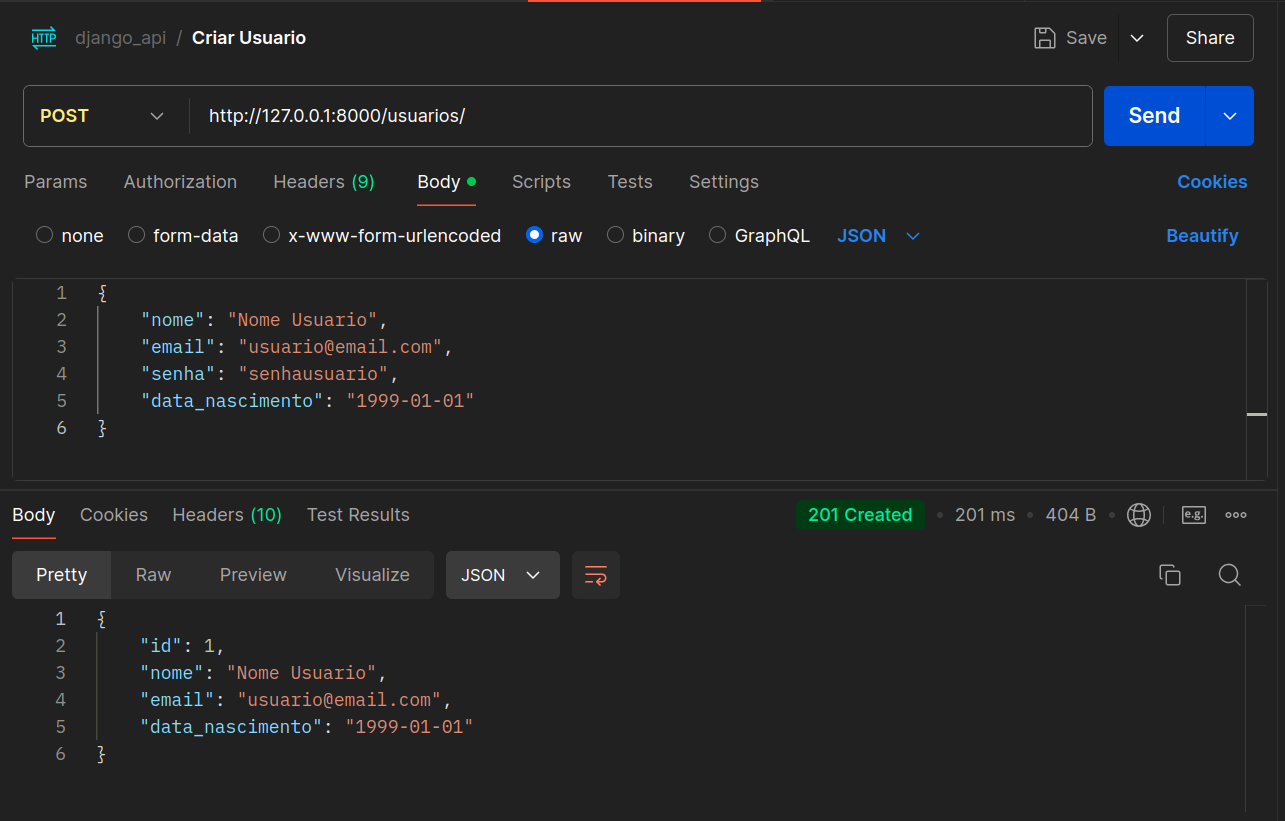 HTTP django_api / Criar Usuario Save Share
POST http://127.0.0.1:8000/usuarios/ Send
Params Authorization Headers (9) Body Scripts Tests Settings Cookies
none form-data x-www-form-urlencoded raw binary GraphQL JSON Beautify
1 {
2 "nome": "Nome Usuario",
3 "email": "usuario@email.com",
4 "senha": "senhausuario",
5 "data_nascimento": "1999-01-01"
6 }
Body Cookies Headers (10) Test Results 201 Created • 201 ms • 404 B • e.g.
Pretty Raw Preview Visualize JSON
1 {
2 "id": 1,
3 "nome": "Nome Usuario",
4 "email": "usuario@email.com",
5 "data_nascimento": "1999-01-01"
6 }